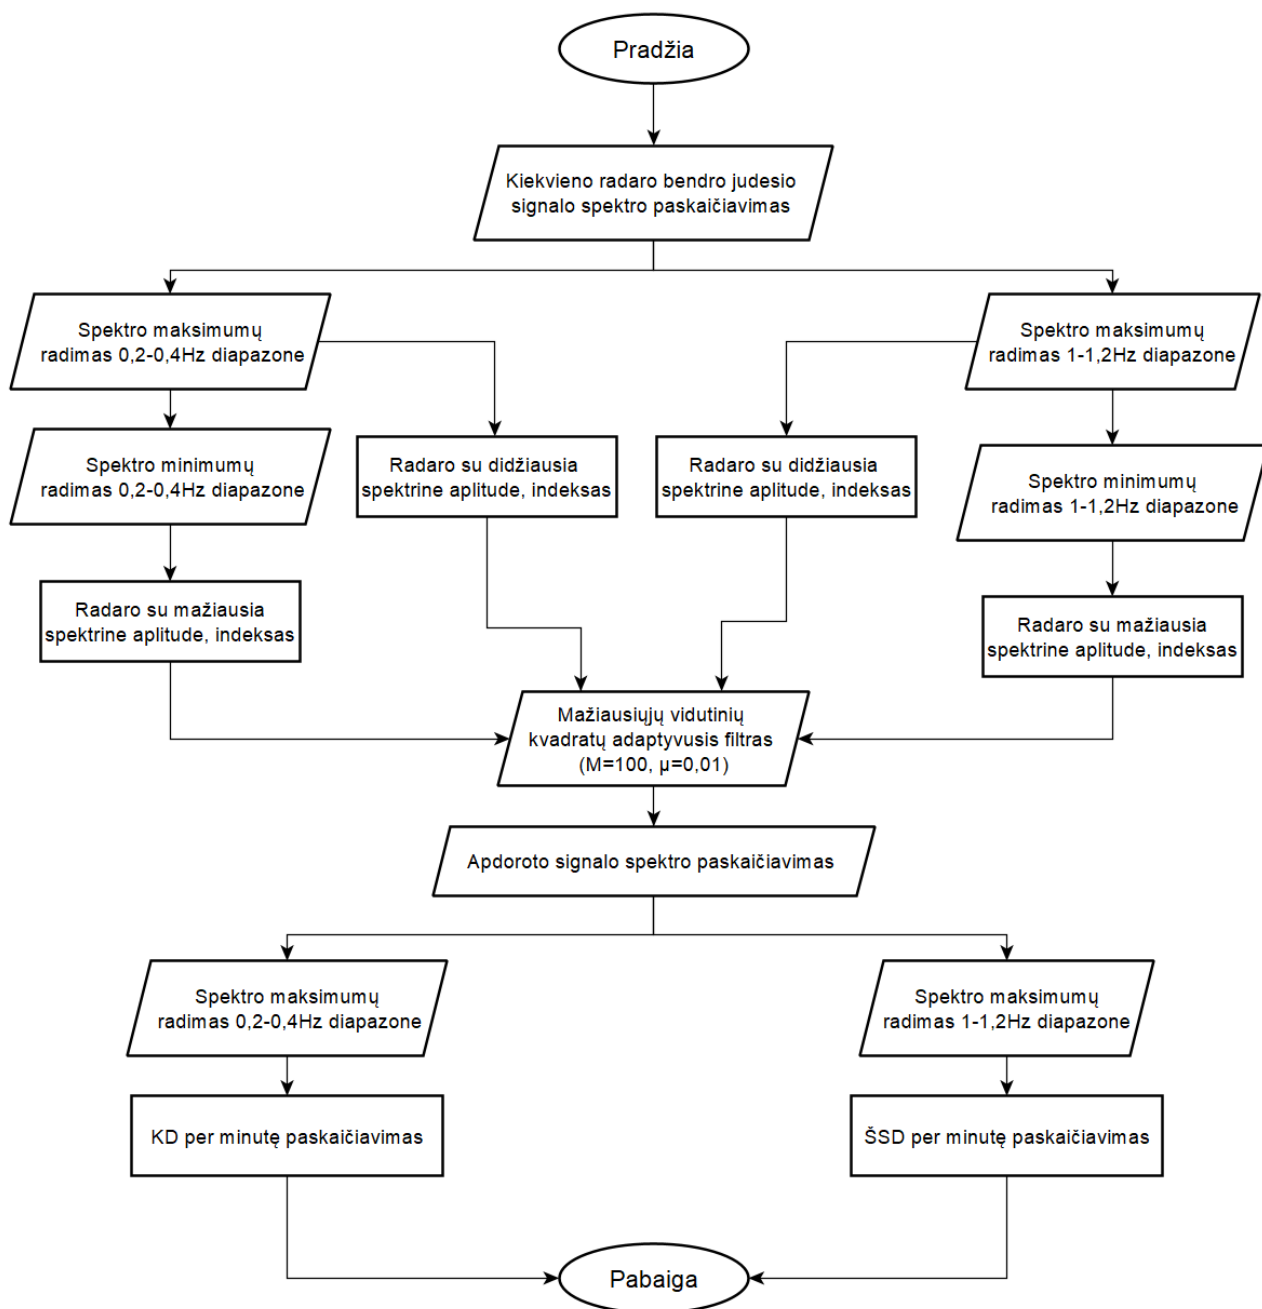 Pradžia
Kiekvieno radaro bendro judesio
signalo spektro paskaičiavimas
Spektro maksimumų
radimas 0,2-0,4Hz diapazone
Spektro maksimumų
radimas 1-1,2Hz diapazone
Spektro minimumų
radimas 0,2-0,4Hz diapazone
Radaro su didžiausia
spektrine aplitude, indeksas
Radaro su didžiausia
spektrine aplitude, indeksas
Spektro minimumų
radimas 1-1,2Hz diapazone
Radaro su mažiausia
spektrine aplitude, indeksas
Radaro su mažiausia
spektrine aplitude, indeksas
Mažiausiųjų vidutinių
kvadratų adaptyvusis filtras
(M=100, µ=0,01)
Apdoroto signalo spektro paskaičiavimas
Spektro maksimumų
radimas 0,2-0,4Hz diapazone
Spektro maksimumų
radimas 1-1,2Hz diapazone
KD per minutę paskaičiavimas
ŠSD per minutę paskaičiavimas
Pabaiga